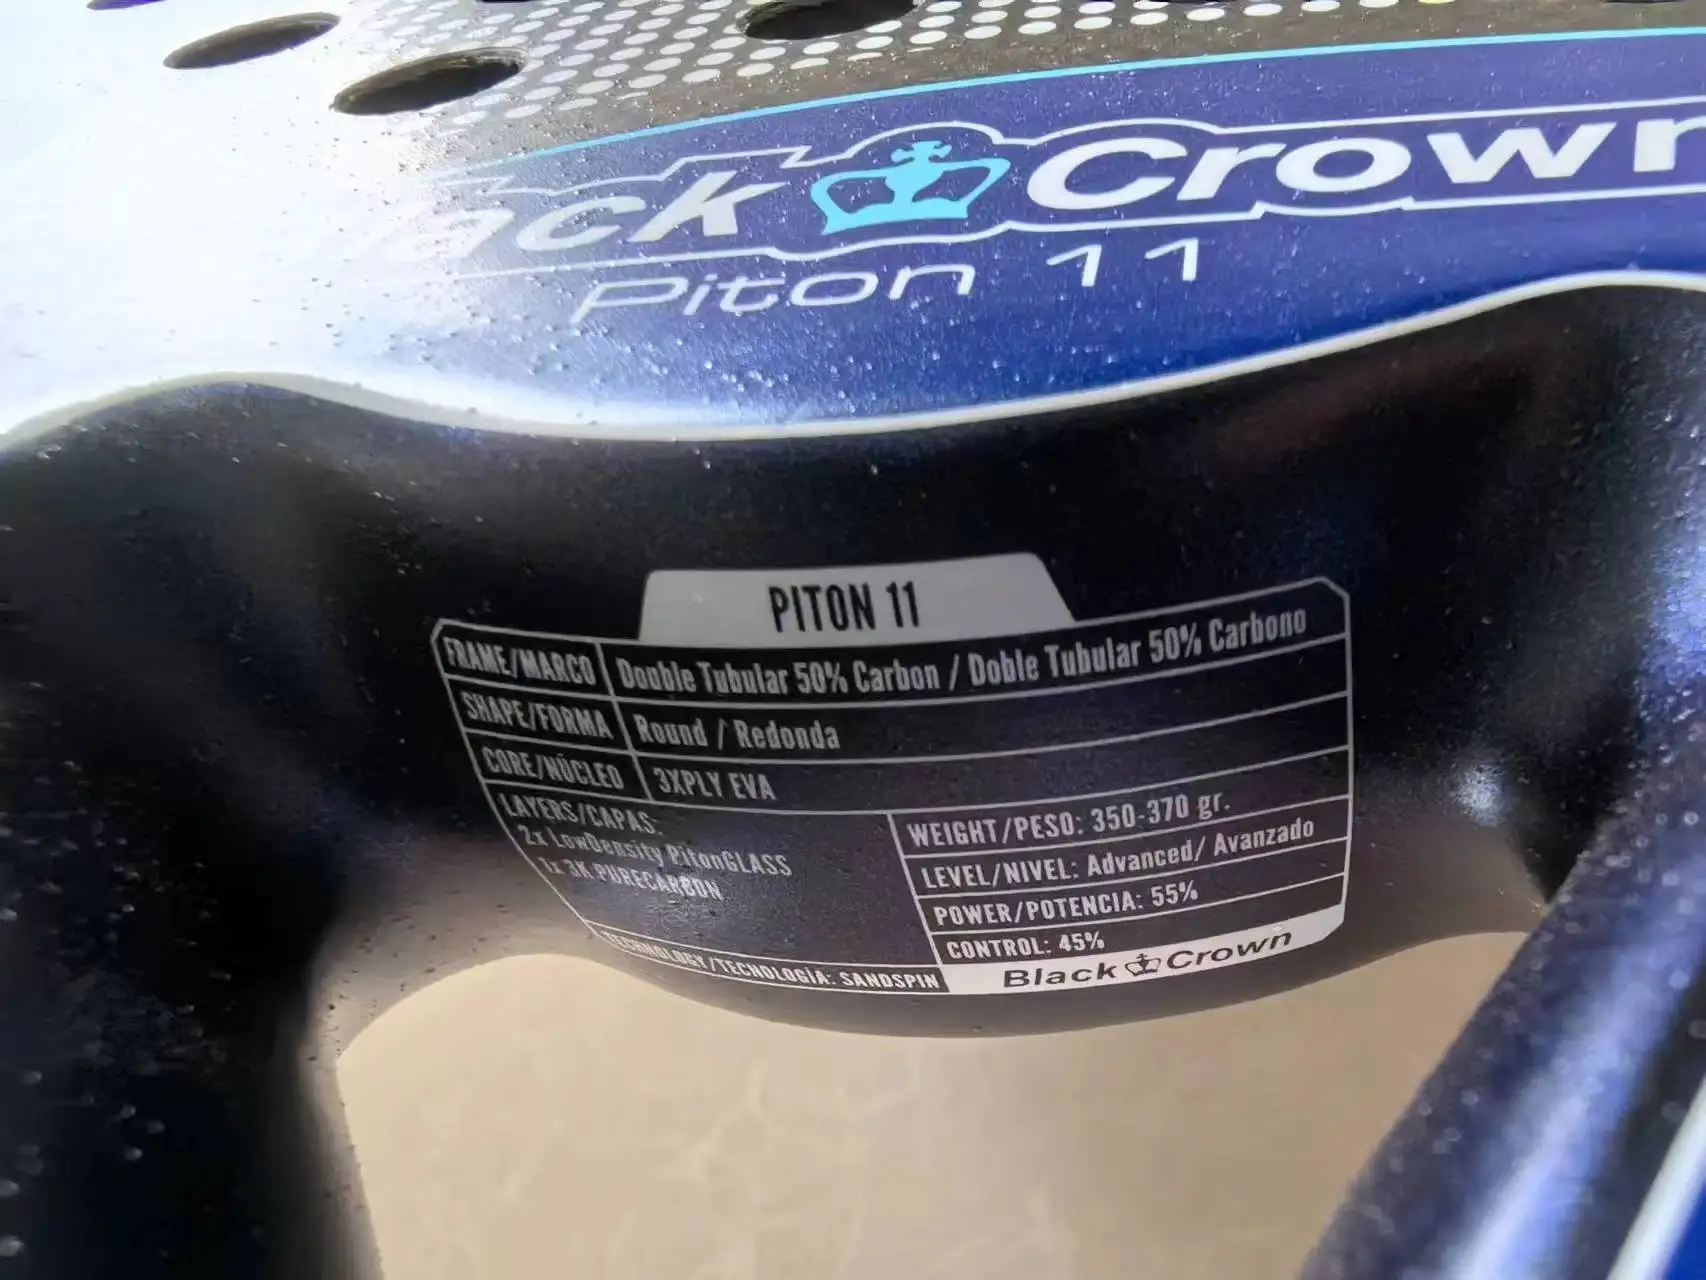 ck Crown
Piton 11
PITON 11
FRAME/MARCO Double Tubular 50% Carbon / Doble Tubular 50% Carbono
SHAPE/FORMA Round / Redonda
CORE/NÚCLEO 3XPLY EVA
LAYERS/CAPAS:
2x LowDensity PitonGLASS
1x 3K PURECARBON
WEIGHT/PESO: 350-370 gr.
LEVEL/NIVEL: Advanced/ Avanzado
POWER/POTENCIA: 55%
CONTROL: 45%
TECHNOLOGY/TECNOLOGÍA: SANDSPIN
Black Crown